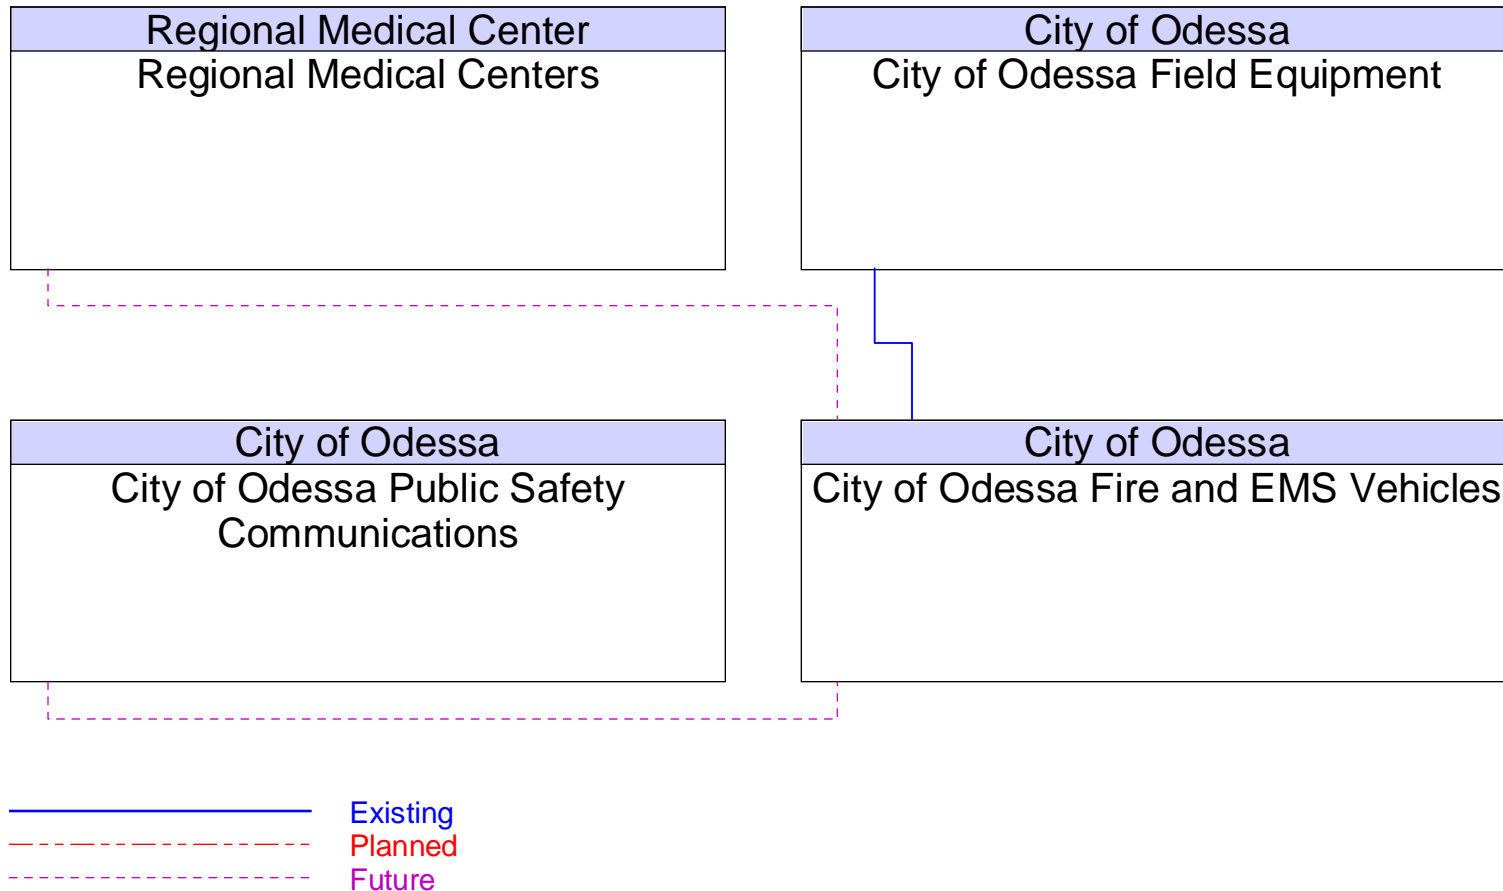 Regional Medical Center
Regional Medical Centers
City of Odessa
City of Odessa Field Equipment
City of Odessa
City of Odessa Public Safety
Communications
City of Odessa
City of Odessa Fire and EMS Vehicles
Existing
Planned
Future